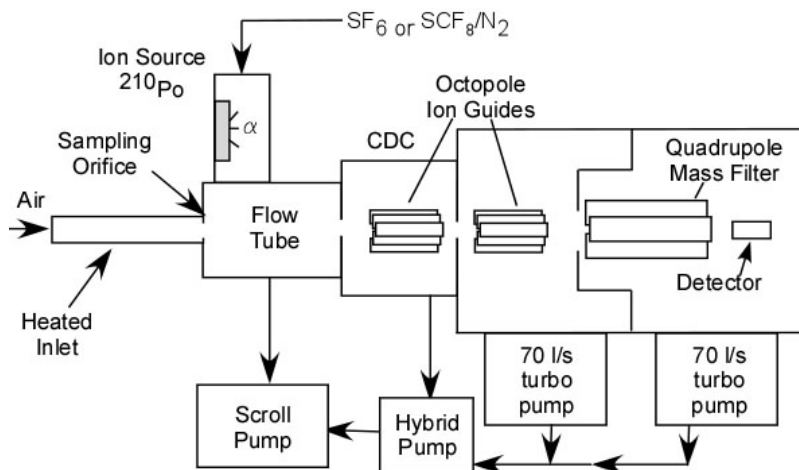 SF6 or SCF8/N2
Ion Source
210Po
α
Octopole
Ion Guides
Sampling
Orifice
CDC
Quadrupole
Mass Filter
Air
Flow
Tube
Detector
Heated
Inlet
Scroll
Pump
Hybrid
Pump
70 l/s
turbo
pump
70 l/s
turbo
pump